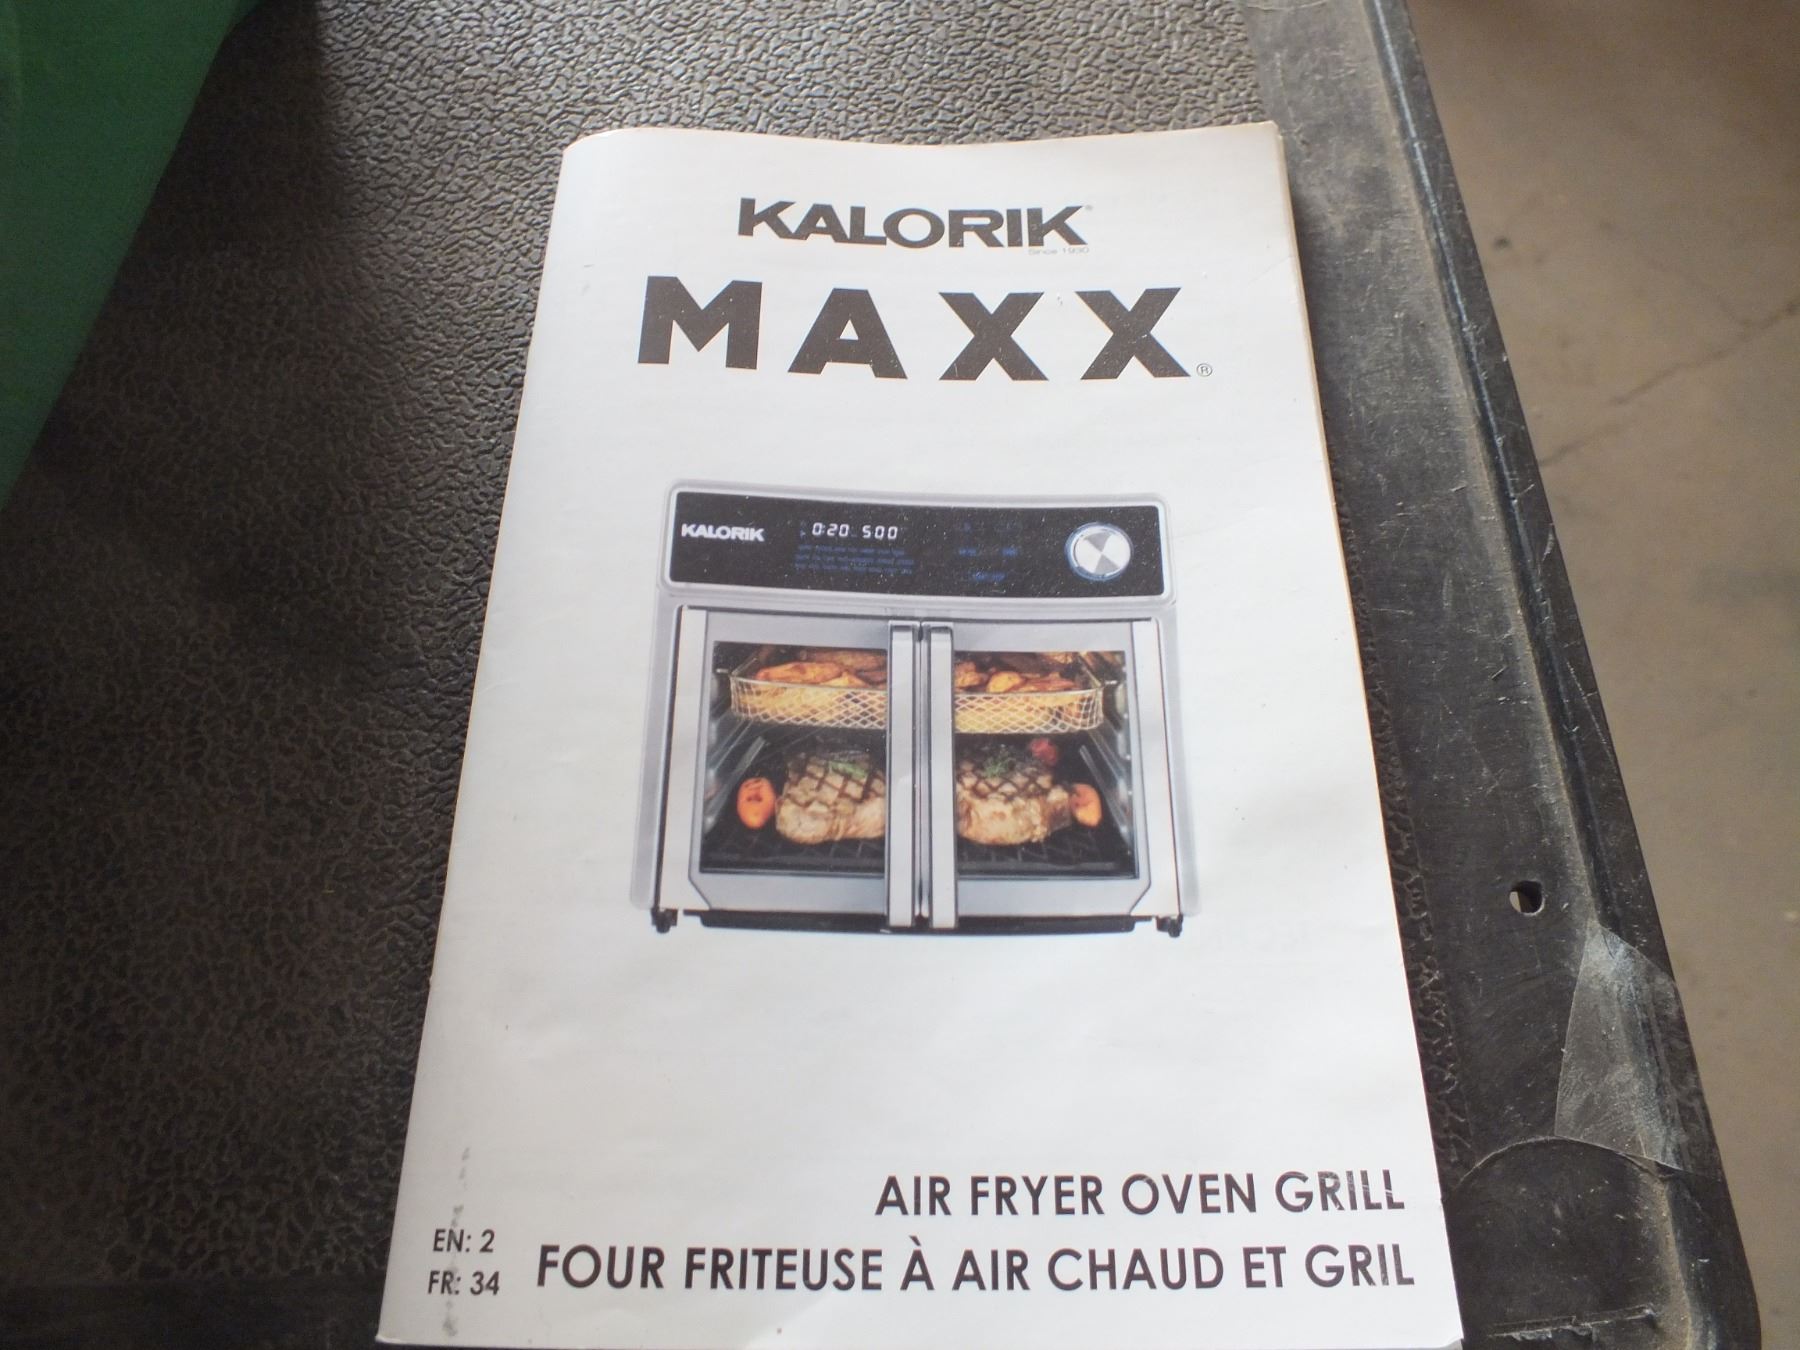 KALORIK®
Since 1930
MAXX®
KALORIK
0:20 500
AIR FRYER OVEN GRILL
EN: 2
FOUR FRITEUSE À AIR CHAUD ET GRIL
FR: 34